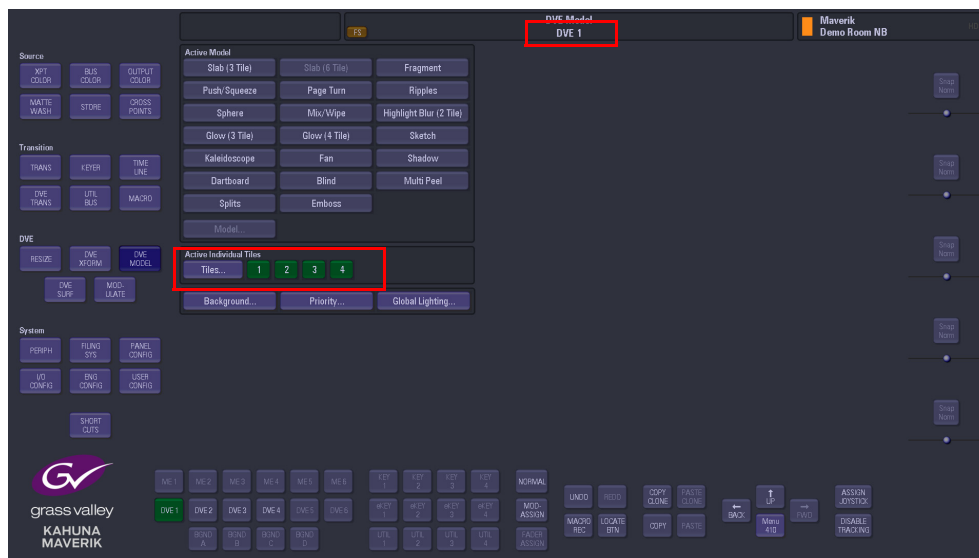 DVE Model
DVE 1
FS
Maverik
Demo Room NB
Source
XPT COLOR
BUS COLOR
OUTPUT COLOR
MATTE WASH
STORE
CROSS POINTS
Transition
TRANS
KEYER
TIME LINE
DVE TRANS
UTIL BUS
MACRO
DVE
RESIZE
DVE XFORM
DVE MODEL
DVE SURF
MOD- ULATE
System
PERIPH
FILING SYS
PANEL CONFIG
I/O CONFIG
ENG CONFIG
USER CONFIG
SHORT CUTS
Active Model
Slab (3 Tile)
Slab (6 Tile)
Fragment
Push/Squeeze
Page Turn
Ripples
Sphere
Mix/Wipe
Highlight Blur (2 Tile)
Glow (3 Tile)
Glow (4 Tile)
Sketch
Kaleidoscope
Fan
Shadow
Dartboard
Blind
Multi Peel
Splits
Emboss
Model...
Active Individual Tiles
Tiles...
1
2
3
4
Background...
Priority...
Global Lighting...
Snap Norm
Snap Norm
Snap Norm
Snap Norm
Snap Norm
GV
grass valley
KAHUNA
MAVERIK
ME 1
ME 2
ME 3
ME 4
ME 5
ME 6
KEY 1
KEY 2
KEY 3
KEY 4
NORMAL
DVE 1
DVE 2
DVE 3
DVE 4
DVE 5
DVE 6
eKEY 1
eKEY 2
eKEY 3
eKEY 4
MOD- ASSIGN
BGND A
BGND B
BGND C
BGND D
UTIL 1
UTIL 2
UTIL 3
UTIL 4
FADER ASSIGN
UNDO
REDO
COPY CLONE
PASTE CLONE
MACRO REC
LOCATE BTN
COPY
PASTE
BACK
UP
FWD
Menu 410
ASSIGN JOYSTICK
DISABLE TRACKING